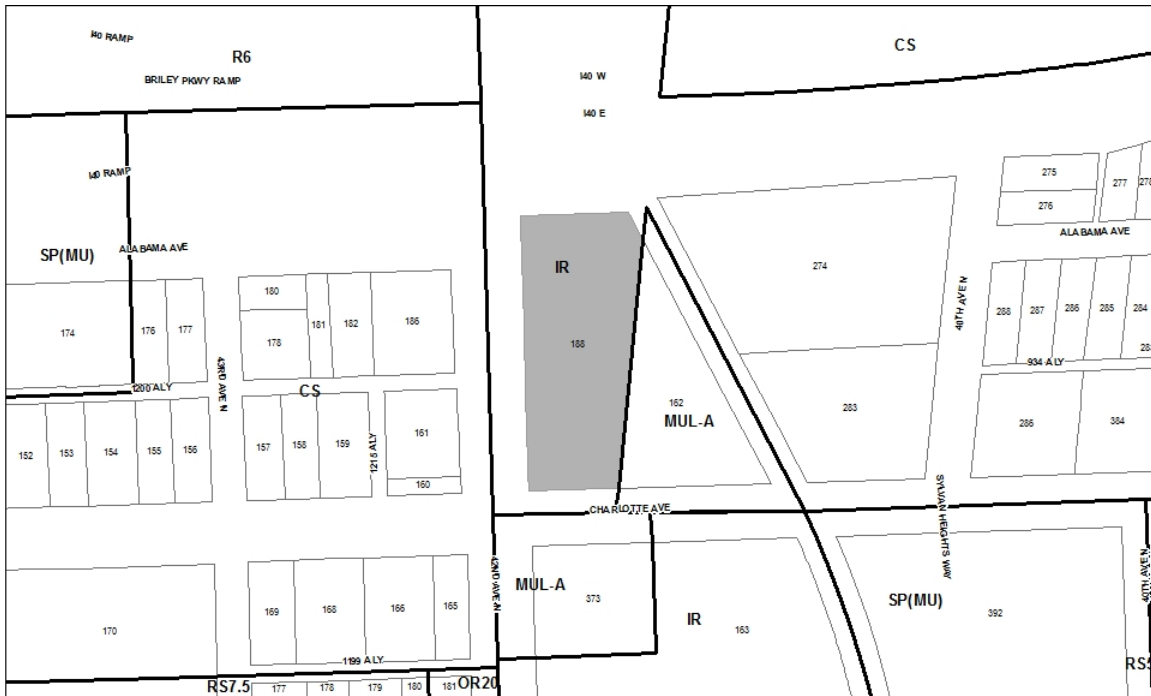 I40 RAMP
R6
BRILEY PKWY RAMP
I40 W
I40 E
CS
I40 RAMP
SP(MU)
ALABAMA AVE
275
276
277
278
ALABAMA AVE
IR
274
174
176
177
180
178
181
182
186
188
40TH AVE N
288
287
286
285
284
934 ALY
1200 ALY
43RD AVE N
CS
162
MUL-A
283
286
384
152
153
154
155
156
157
158
159
1215 ALY
161
160
CHARLOTTE AVE
SYLVAN HEIGHTS WAY
42ND AVE N
MUL-A
373
IR
163
SP(MU)
392
40TH AVE N
170
169
168
166
165
1199 ALY
RS7.5
177
178
179
180
181
OR20